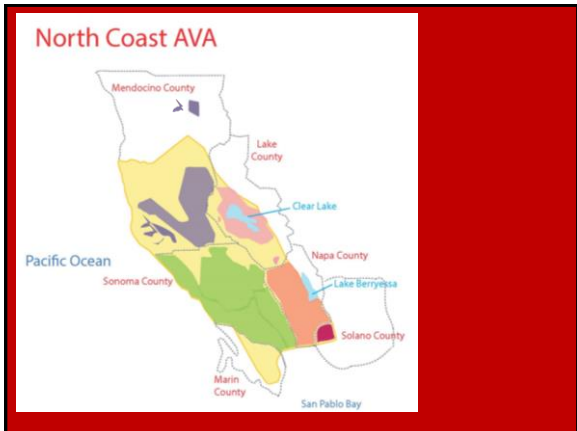 North Coast AVA
Mendocino County
Lake
County
Clear Lake
Pacific Ocean
Napa County
Sonoma County
Lake Berryessa
Solano County
Marin
County
San Pablo Bay